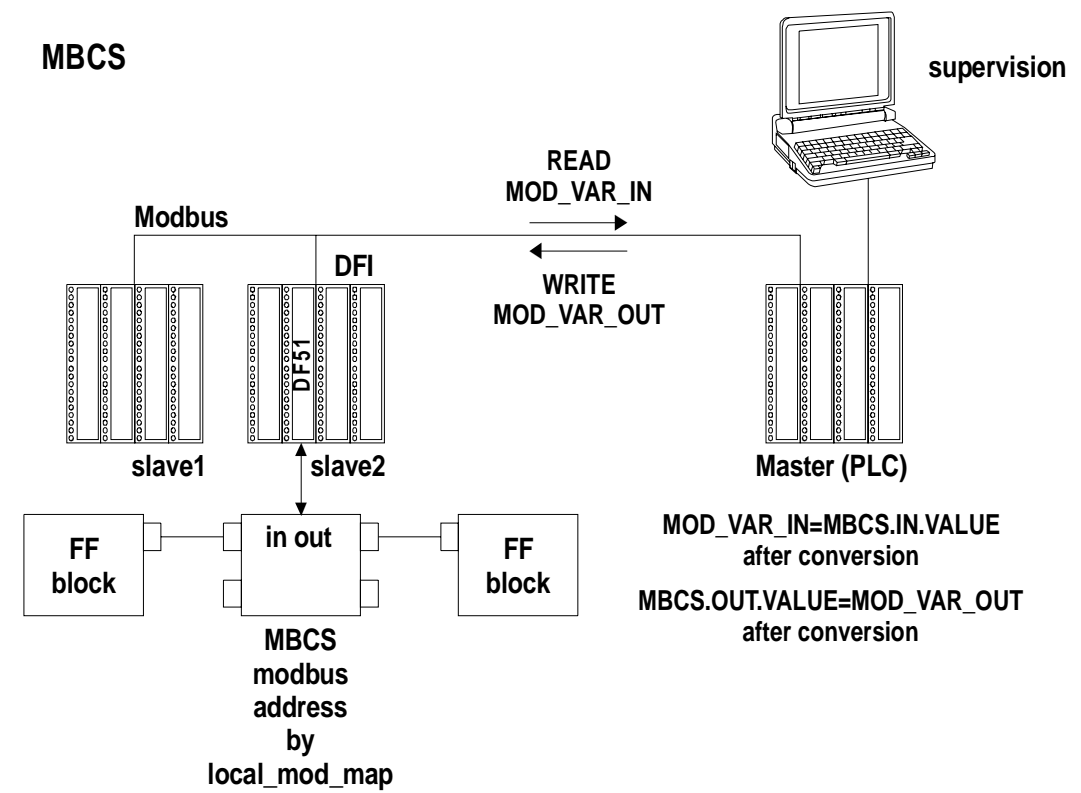 MBCS
supervision
READ
MOD_VAR_IN
Modbus
DFI
WRITE
MOD_VAR_OUT
DF51
slave1
slave2
Master (PLC)
FF
block
in out
FF
block
MOD_VAR_IN=MBCS.IN.VALUE
after conversion
MBCS.OUT.VALUE=MOD_VAR_OUT
after conversion
MBCS
modbus
address
by
local_mod_map